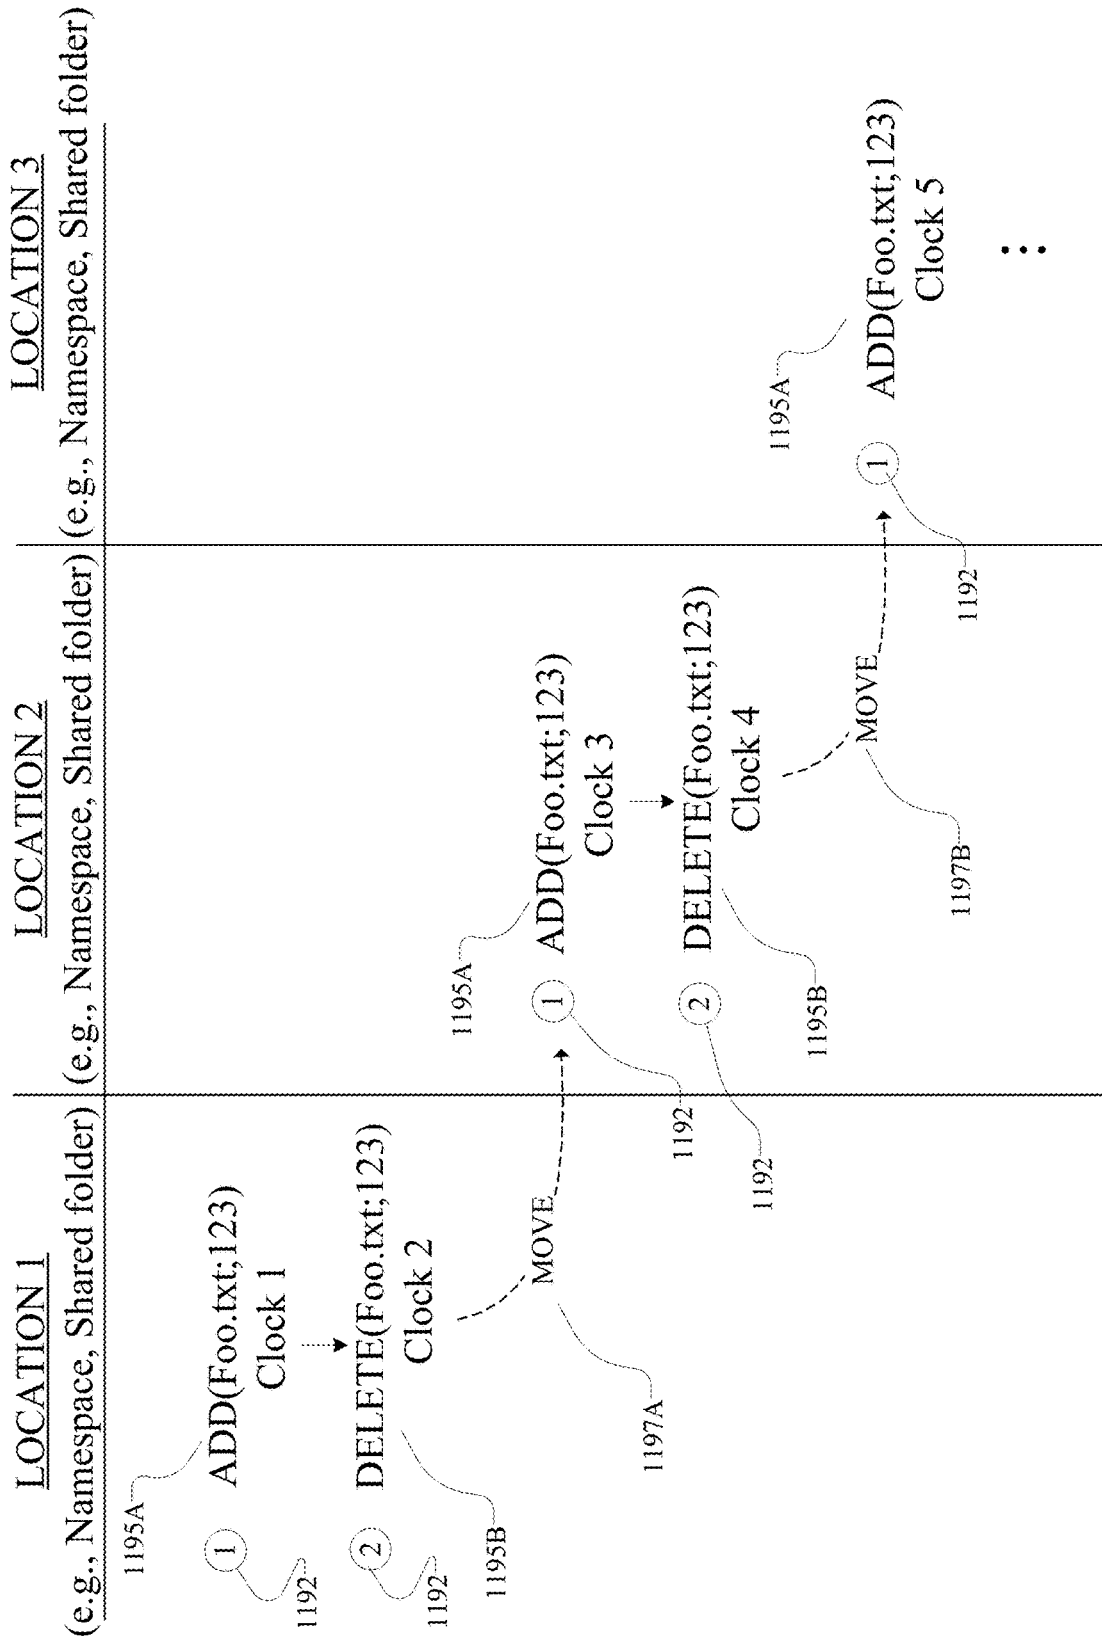 LOCATION 1
(e.g., Namespace, Shared folder)
LOCATION 2
(e.g., Namespace, Shared folder)
LOCATION 3
(e.g., Namespace, Shared folder)
1195A
1 ADD(Foo.txt;123)
Clock 1
1192
2 DELETE(Foo.txt;123)
Clock 2
1192
1195B
MOVE
1197A
1195A
1 ADD(Foo.txt;123)
Clock 3
1192
2 DELETE(Foo.txt;123)
Clock 4
1192
1195B
MOVE
1197B
1195A
1 ADD(Foo.txt;123)
Clock 5
1192